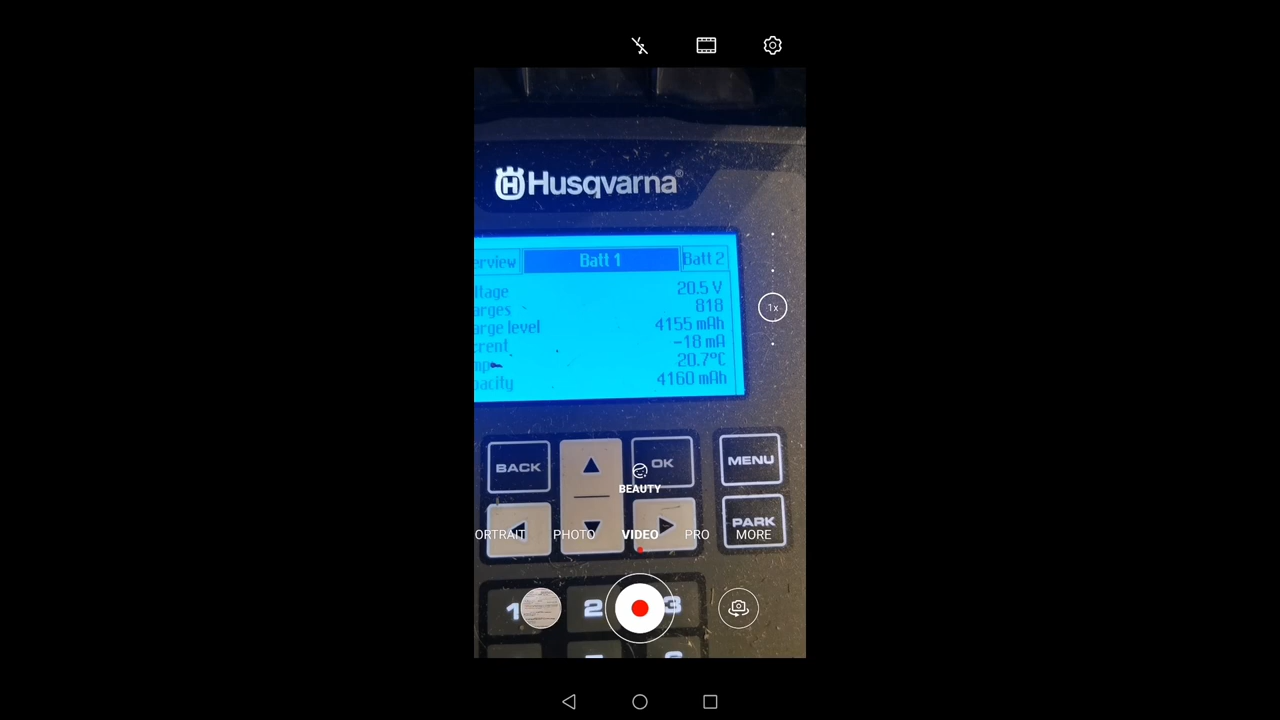 Husqvarna®
erview Batt 1 Batt 2
ltage 20.5 V
arges 818
arge level 4155 mAh
rrent -18 mA
mp 20.7°C
pacity 4160 mAh
1x
BACK
OK
MENU
BEAUTY
PARK
ORTRAIT PHOTO VIDEO PRO MORE
1 2 3